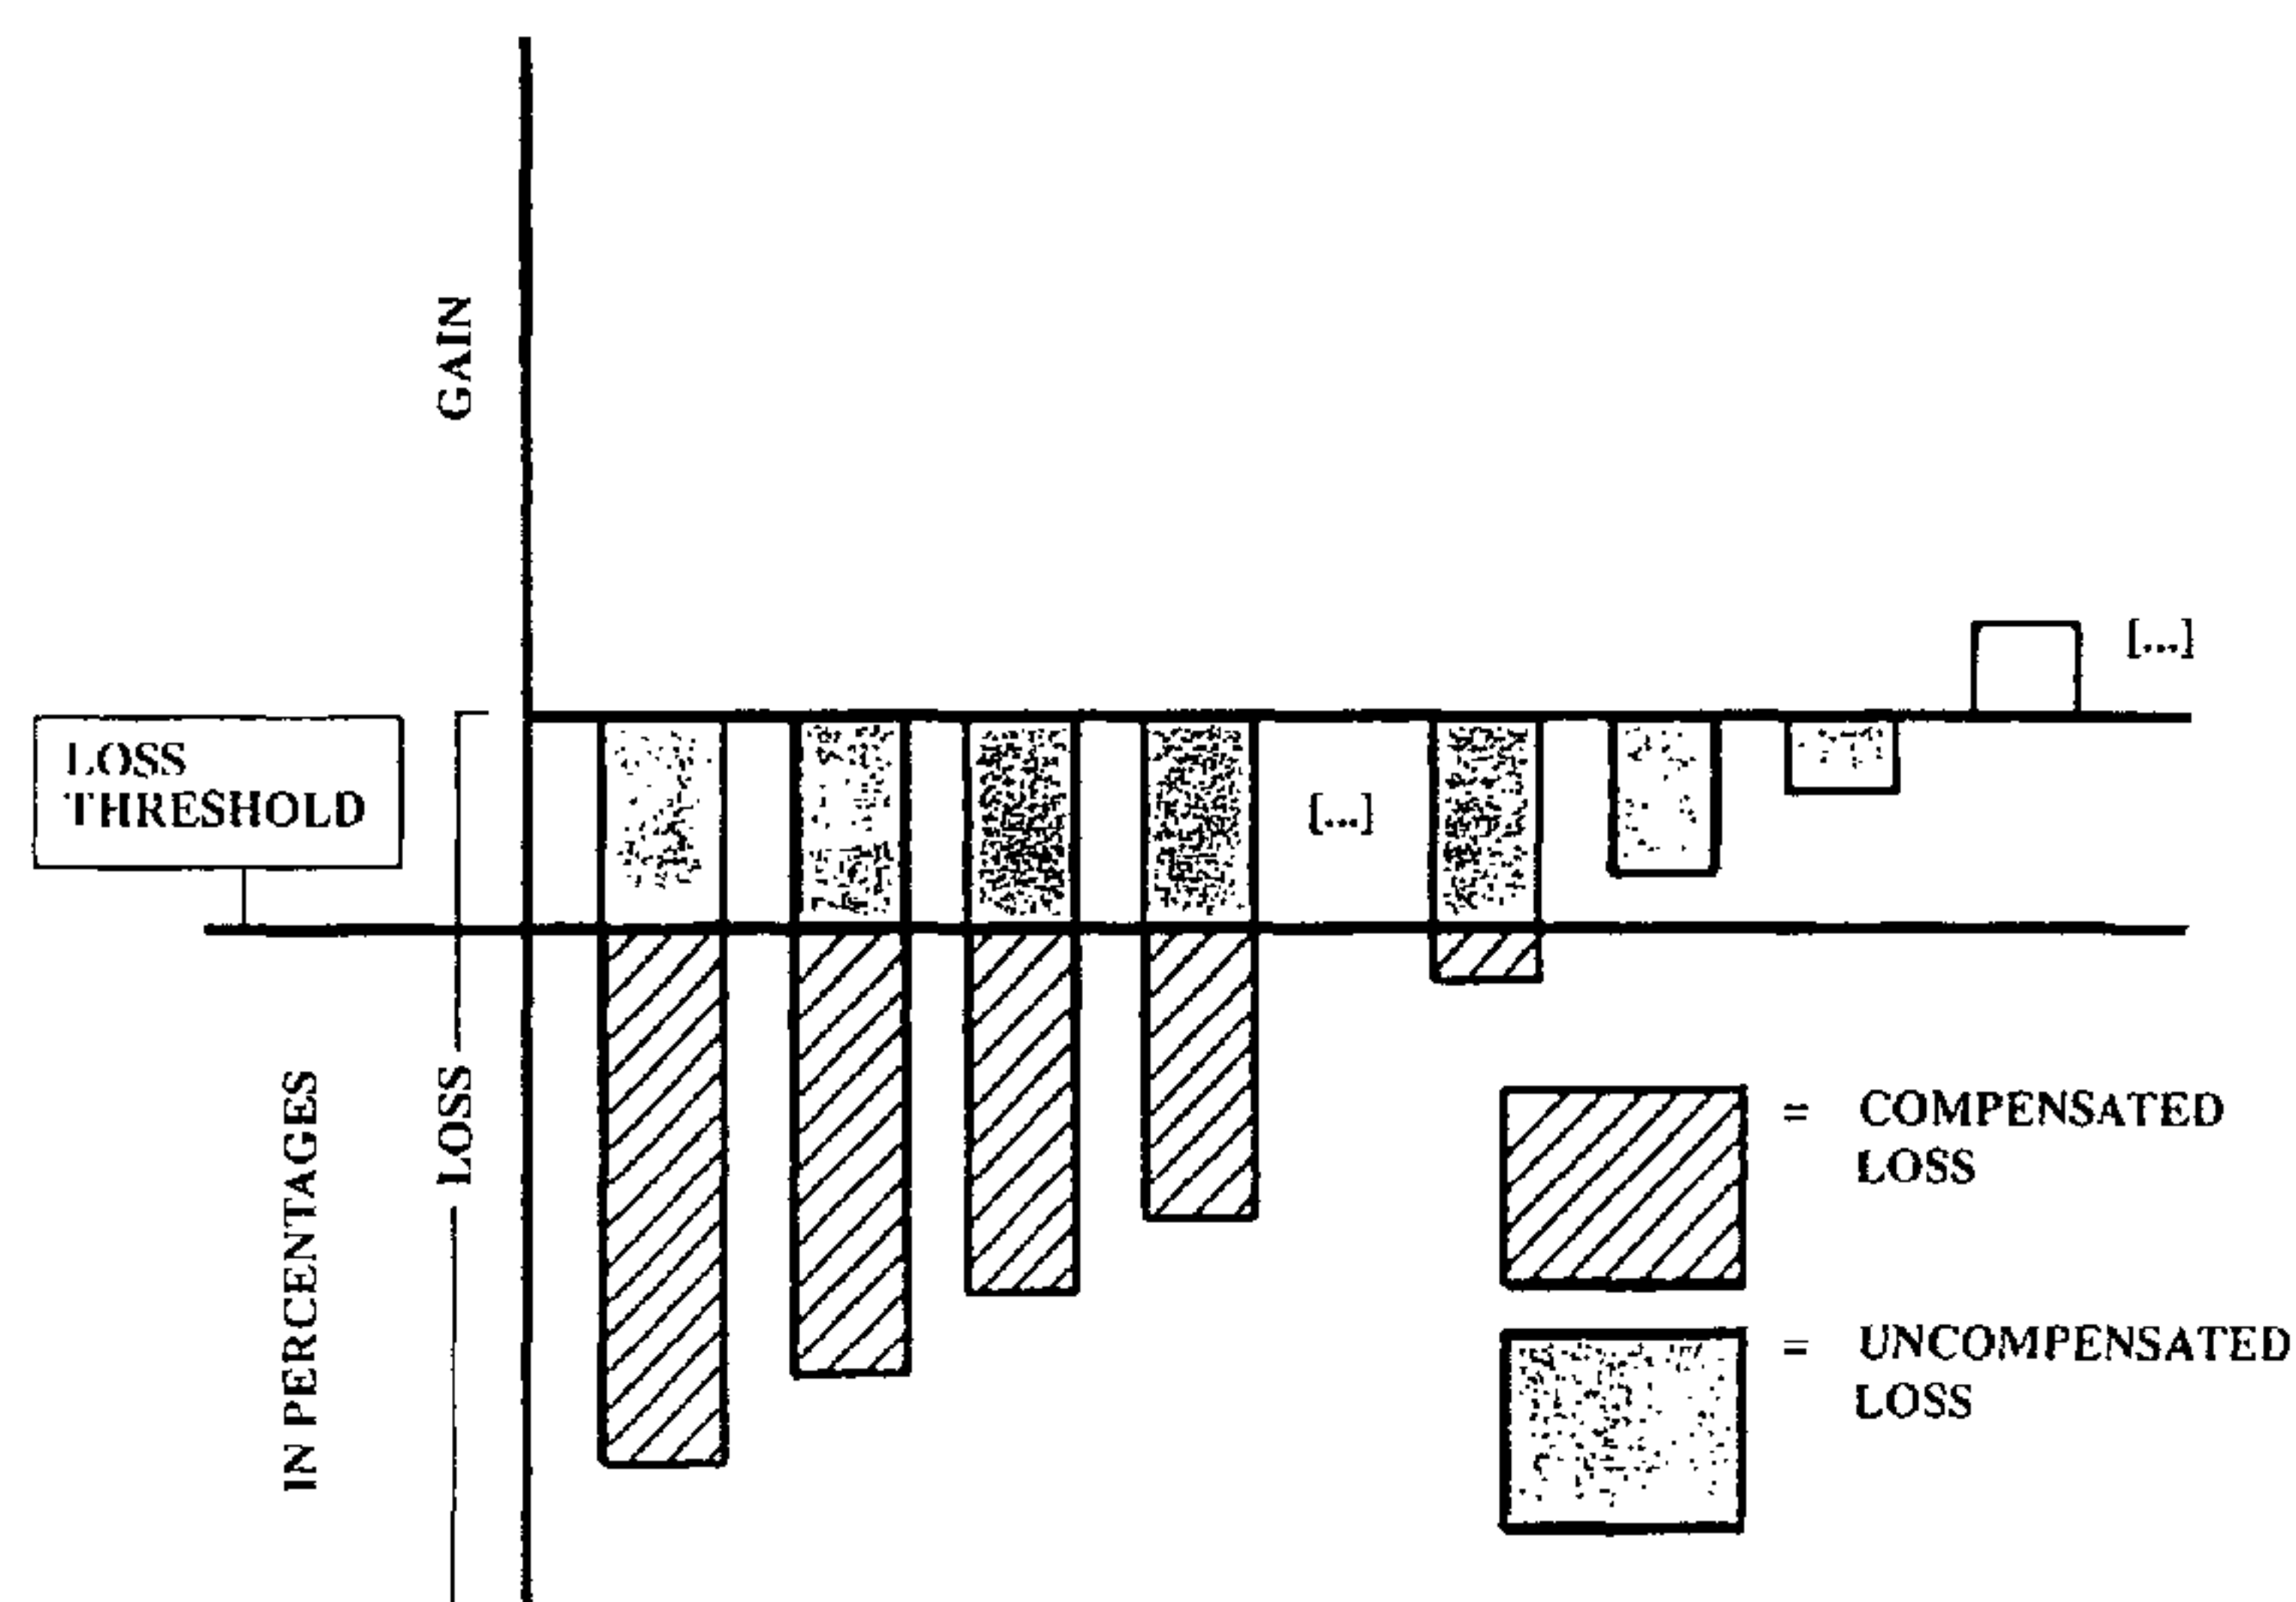 GAIN
[...]
LOSS
THRESHOLD
[...]
IN PERCENTAGES
LOSS
= COMPENSATED
LOSS
= UNCOMPENSATED
LOSS